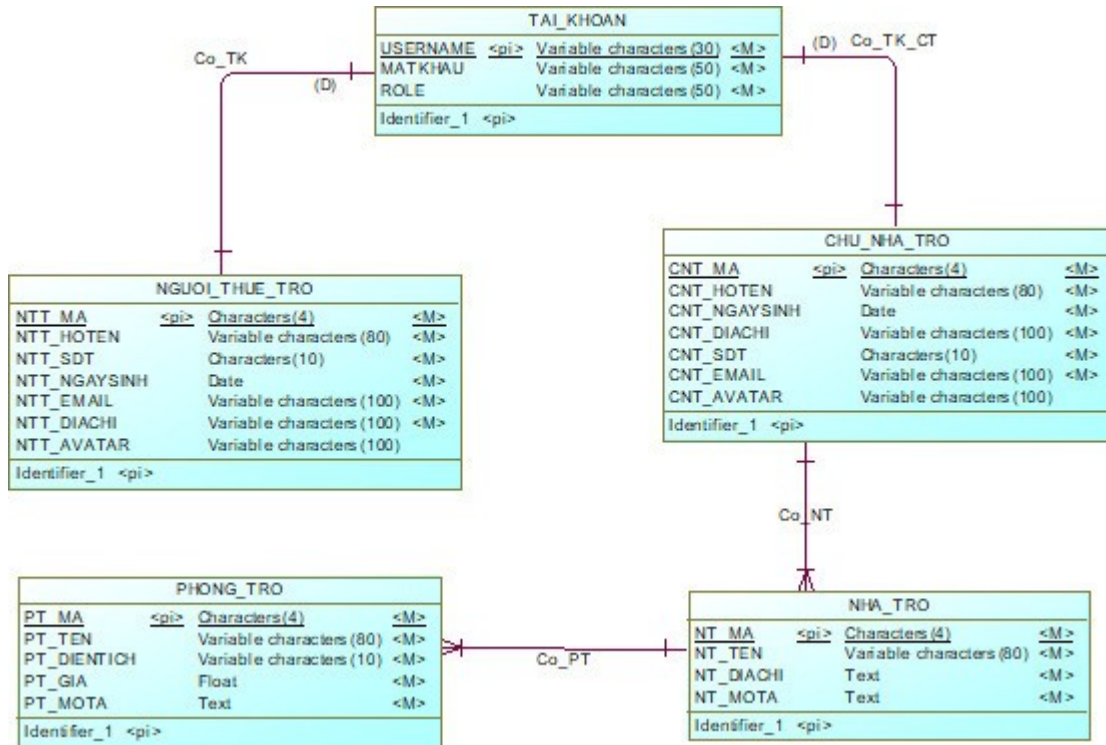 TAI_KHOAN
USERNAME <pi> Variable characters (30) <M>
MATKHAU Variable characters (50) <M>
ROLE Variable characters (50) <M>
Identifier_1 <pi>
Co_TK
(D)
(D)
Co_TK_CT
NGUOI_THUE_TRO
NTT_MA <pi> Characters (4) <M>
NTT_HOTEN Variable characters (80) <M>
NTT_SDT Characters (10) <M>
NTT_NGAYSINH Date <M>
NTT_EMAIL Variable characters (100) <M>
NTT_DIACHI Variable characters (100) <M>
NTT_AVATAR Variable characters (100)
Identifier_1 <pi>
CHU_NHA_TRO
CNT_MA <pi> Characters (4) <M>
CNT_HOTEN Variable characters (80) <M>
CNT_NGAYSINH Date <M>
CNT_DIACHI Variable characters (100) <M>
CNT_SDT Characters (10) <M>
CNT_EMAIL Variable characters (100) <M>
CNT_AVATAR Variable characters (100)
Identifier_1 <pi>
Co_NT
PHONG_TRO
PT_MA <pi> Characters (4) <M>
PT_TEN Variable characters (80) <M>
PT_DIENTICH Variable characters (10) <M>
PT_GIA Float <M>
PT_MOTA Text <M>
Identifier_1 <pi>
Co_PT
NHA_TRO
NT_MA <pi> Characters (4) <M>
NT_TEN Variable characters (80) <M>
NT_DIACHI Text <M>
NT_MOTA Text <M>
Identifier_1 <pi>